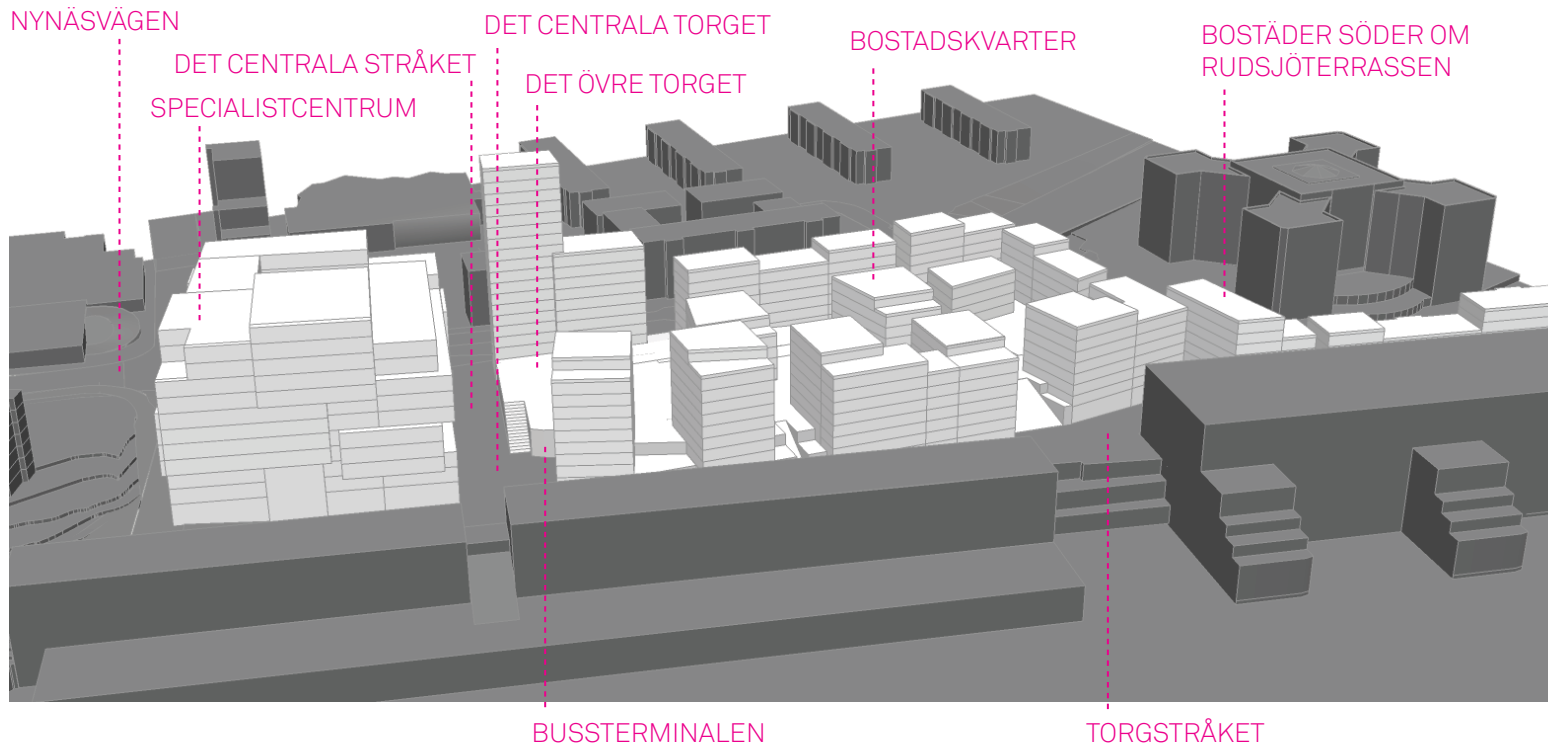 NYNÄSVÄGEN
DET CENTRALA TORGET
DET CENTRALA STRÅKET
BOSTADSKVARTER
BOSTÄDER SÖDER OM
RUDSJÖTERRASSEN
DET ÖVRE TORGET
SPECIALISTCENTRUM
BUSSTERMINALEN
TORGSTRÅKET